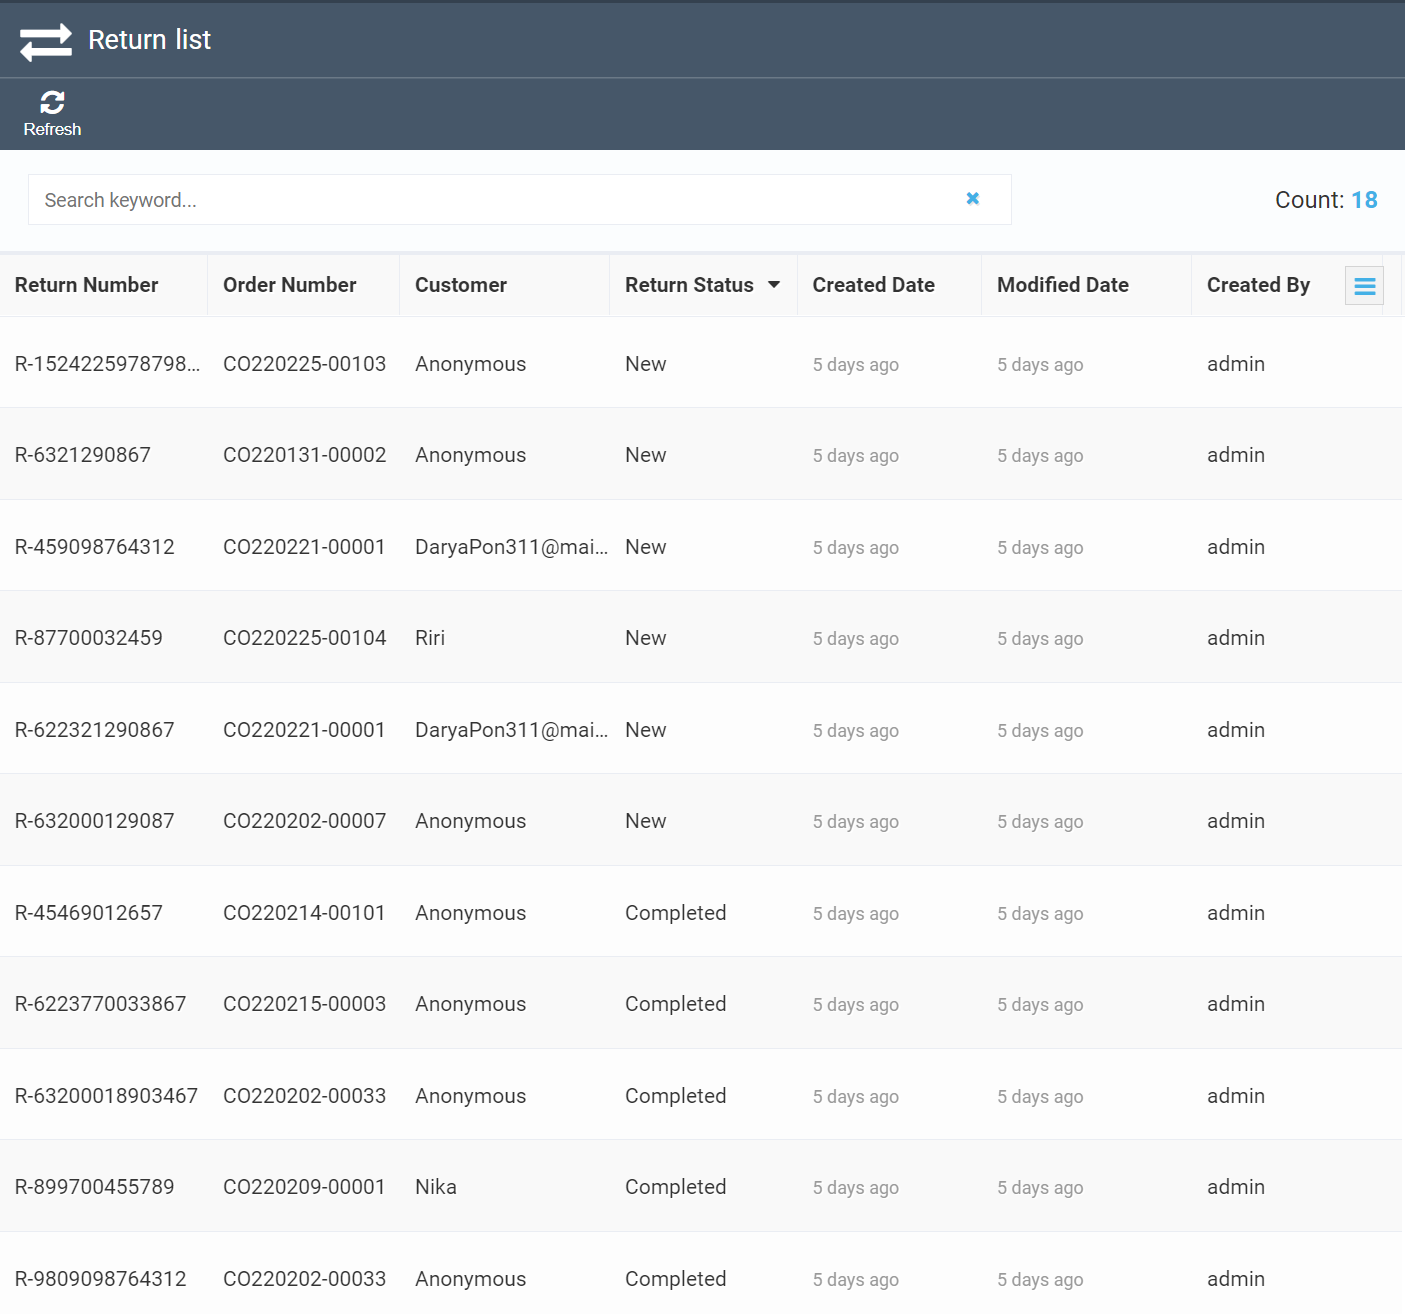 Return list
Refresh
Search keyword...
Count: 18
Return Number Order Number Customer Return Status Created Date Modified Date Created By
R-1524225978798... CO220225-00103 Anonymous New 5 days ago 5 days ago admin
R-6321290867 CO220131-00002 Anonymous New 5 days ago 5 days ago admin
R-459098764312 CO220221-00001 DaryaPon311@mai... New 5 days ago 5 days ago admin
R-87700032459 CO220225-00104 Riri New 5 days ago 5 days ago admin
R-622321290867 CO220221-00001 DaryaPon311@mai... New 5 days ago 5 days ago admin
R-632000129087 CO220202-00007 Anonymous New 5 days ago 5 days ago admin
R-45469012657 CO220214-00101 Anonymous Completed 5 days ago 5 days ago admin
R-6223770033867 CO220215-00003 Anonymous Completed 5 days ago 5 days ago admin
R-63200018903467 CO220202-00033 Anonymous Completed 5 days ago 5 days ago admin
R-899700455789 CO220209-00001 Nika Completed 5 days ago 5 days ago admin
R-9809098764312 CO220202-00033 Anonymous Completed 5 days ago 5 days ago admin